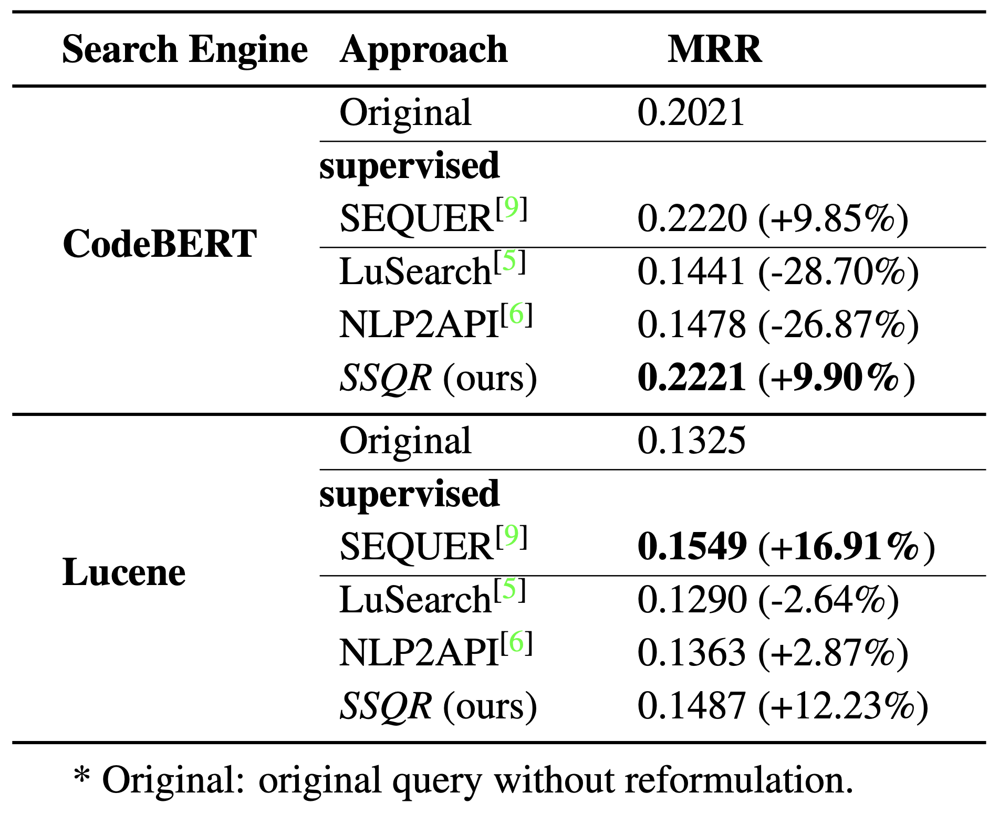 Search Engine Approach MRR
Original 0.2021
supervised
SEQUER[9] 0.2220 (+9.85%)
CodeBERT
LuSearch[5] 0.1441 (-28.70%)
NLP2API[6] 0.1478 (-26.87%)
SSQR (ours) 0.2221 (+9.90%)
Original 0.1325
supervised
SEQUER[9] 0.1549 (+16.91%)
Lucene
LuSearch[5] 0.1290 (-2.64%)
NLP2API[6] 0.1363 (+2.87%)
SSQR (ours) 0.1487 (+12.23%)
* Original: original query without reformulation.